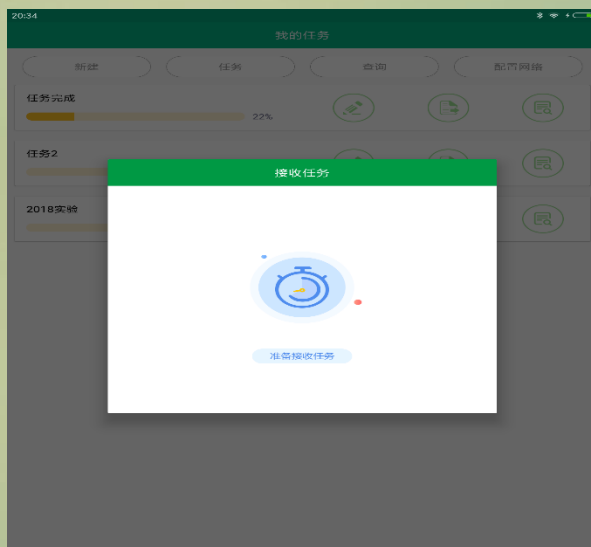 20:34
我的任务
新建 任务 查询 配置网络
任务完成
22%
任务2
接收任务
2018实验
准备接收任务